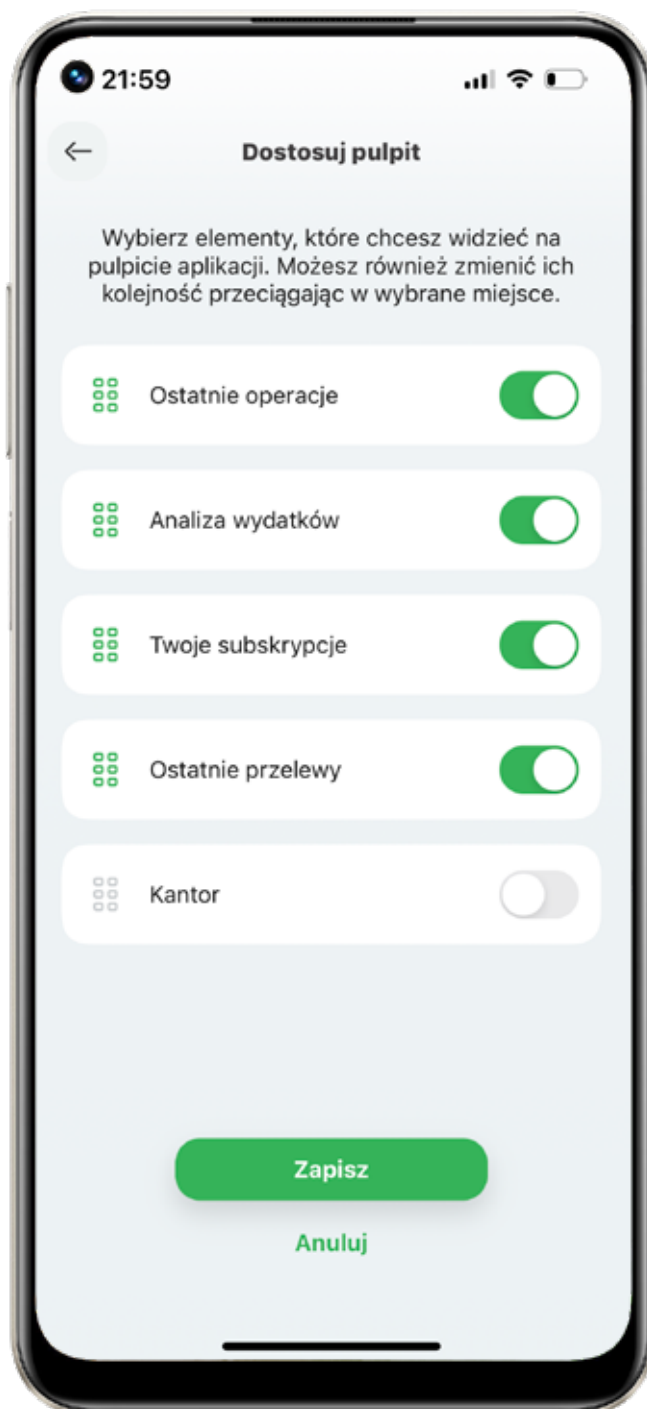 21:59
Dostosuj pulpit
Wybierz elementy, które chcesz widzieć na
pulpicie aplikacji. Możesz również zmienić ich
kolejność przeciągając w wybrane miejsce.
Ostatnie operacje
Analiza wydatków
Twoje subskrypcje
Ostatnie przelewy
Kantor
Zapisz
Anuluj